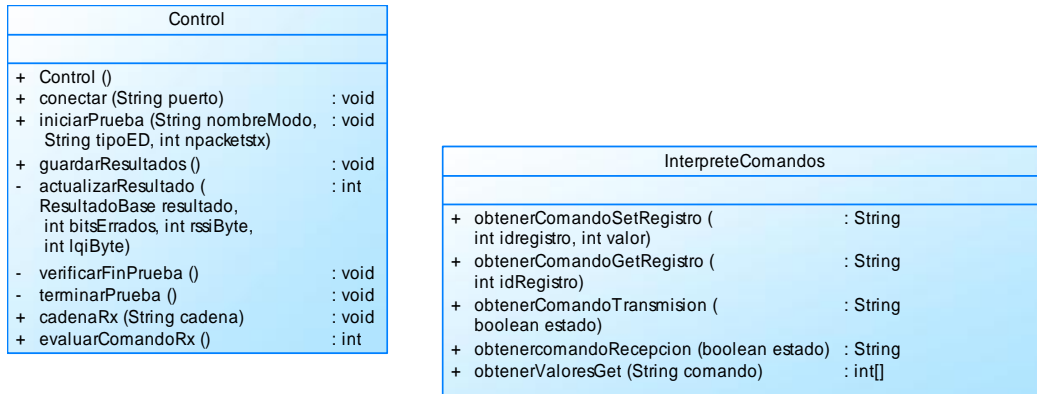 Control
+ Control ()
+ conectar (String puerto) : void
+ iniciarPrueba (String nombreModo, : void
String tipoED, int npacketstx)
+ guardarResultados () : void
- actualizarResultado ( : int
ResultadoBase resultado,
int bitsErrados, int rssiByte,
int lqiByte)
- verificarFinPrueba () : void
- terminarPrueba () : void
+ cadenaRx (String cadena) : void
+ evaluarComandoRx () : int
InterpreteComandos
+ obtenerComandoSetRegistro ( : String
int idregistro, int valor)
+ obtenerComandoGetRegistro ( : String
int idRegistro)
+ obtenerComandoTransmision ( : String
boolean estado)
+ obtenercomandoRecepcion (boolean estado) : String
+ obtenerValoresGet (String comando) : int[]